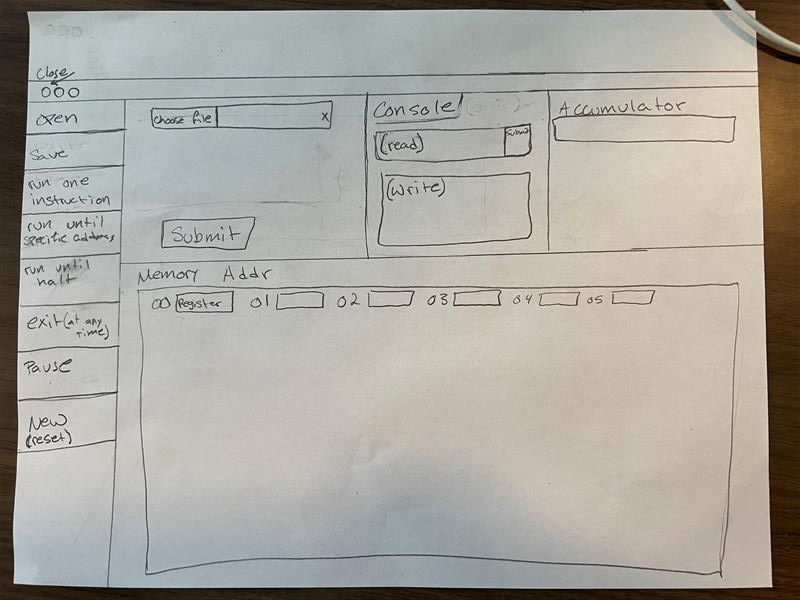 Close
open
Save
run one
instruction
run until
specific address
run until
halt
exit (at any
time)
Pause
New
(reset)
choose file
x
Submit
Console
(write)
(read)
Submit
(write)
Accumulator
Memory Addr
00 Register 01 02 03 04 05